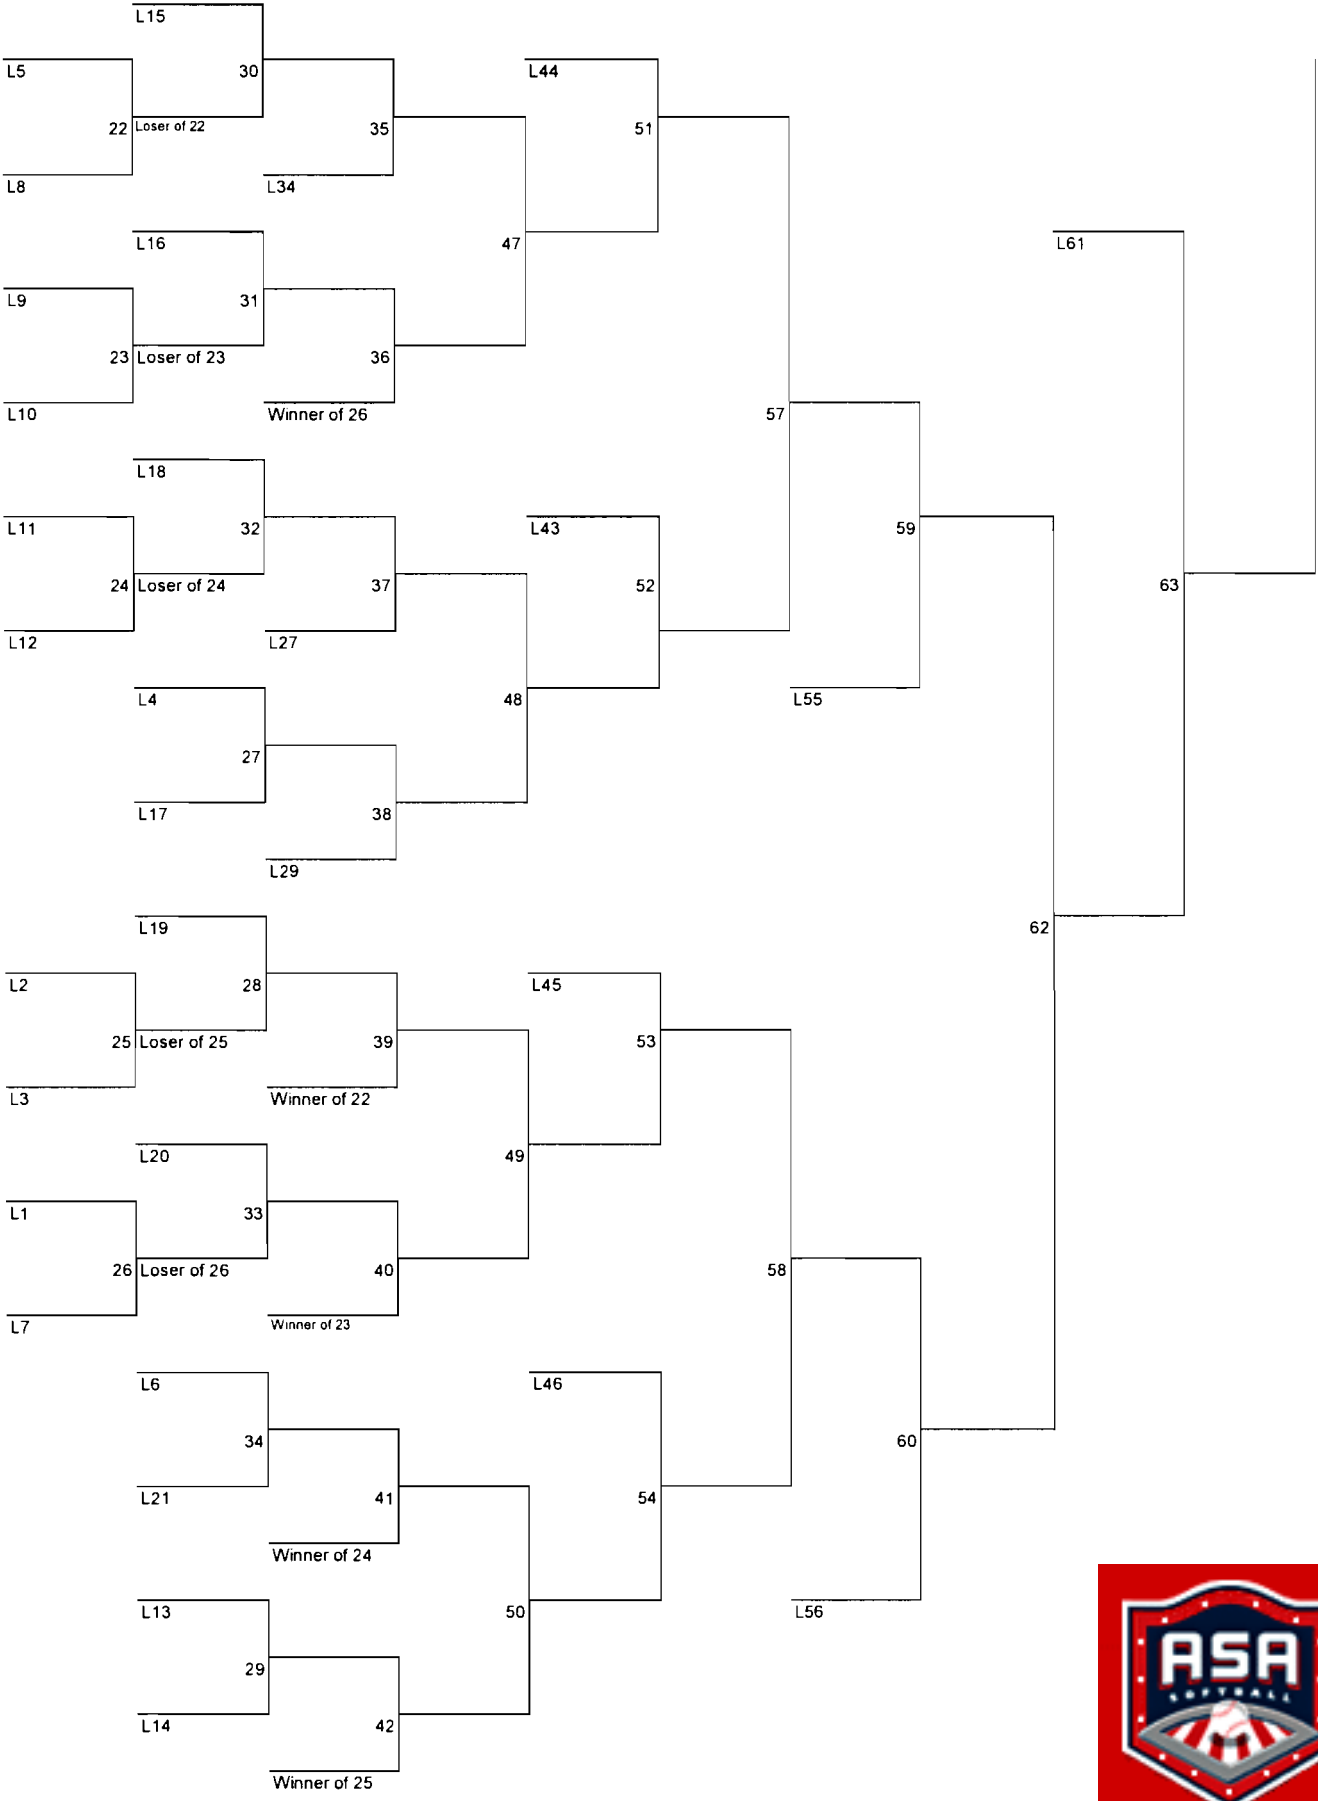 L15
L5
30
L44
22 Loser of 22
35
51
L8
L34
L16
47
L61
L9
31
23 Loser of 23
36
63
L10
Winner of 26
57
L18
L11
32
L43
59
24 Loser of 24
37
52
L12
L27
L4
48
L55
27
L17
38
L29
L19
62
L2
28
L45
25 Loser of 25
39
53
L3
Winner of 22
L20
49
L1
33
26 Loser of 26
40
58
L7
Winner of 23
L6
L46
34
60
L21
41
54
Winner of 24
L13
50
L56
29
L14
42
Winner of 25
ASA
SOFTBALL